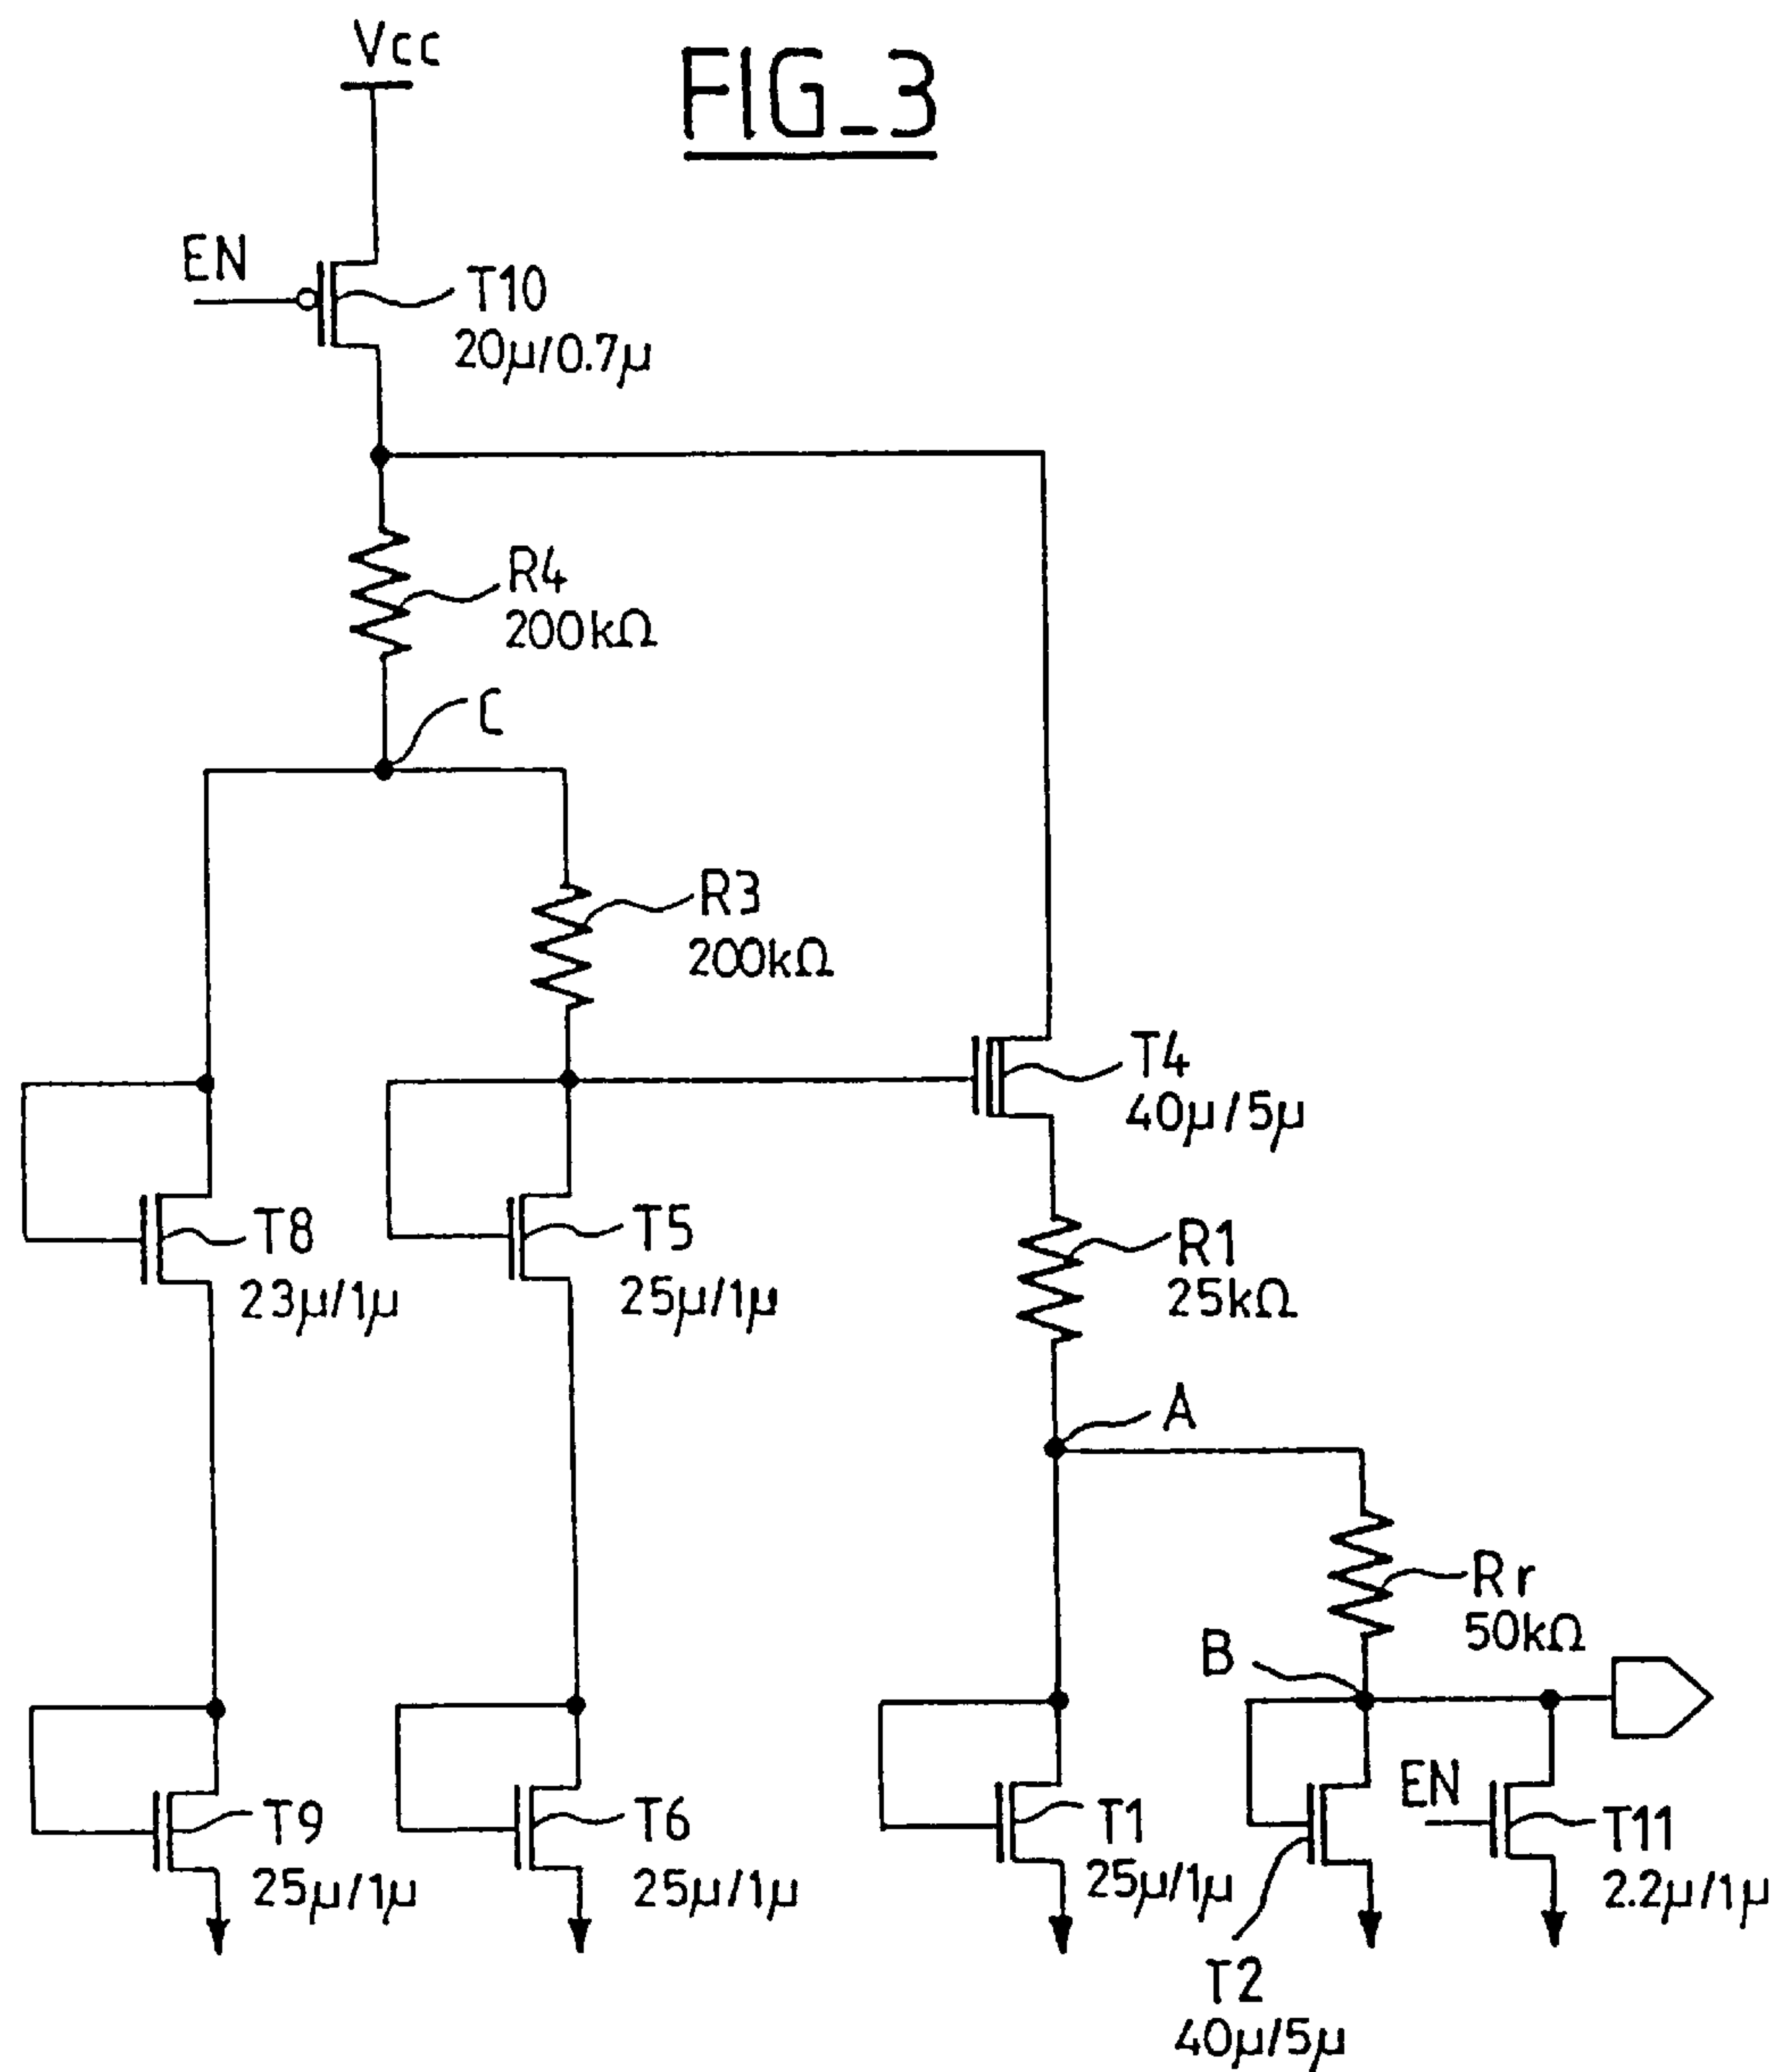 Vcc
FIG_3
EN
T10
20μ/0.7μ
R4
200kΩ
C
R3
200kΩ
T4
40μ/5μ
T8
23μ/1μ
T5
25μ/1μ
R1
25kΩ
A
Rr
50kΩ
B
EN
T9
25μ/1μ
T6
25μ/1μ
T1
25μ/1μ
T11
2.2μ/1μ
T2
40μ/5μ